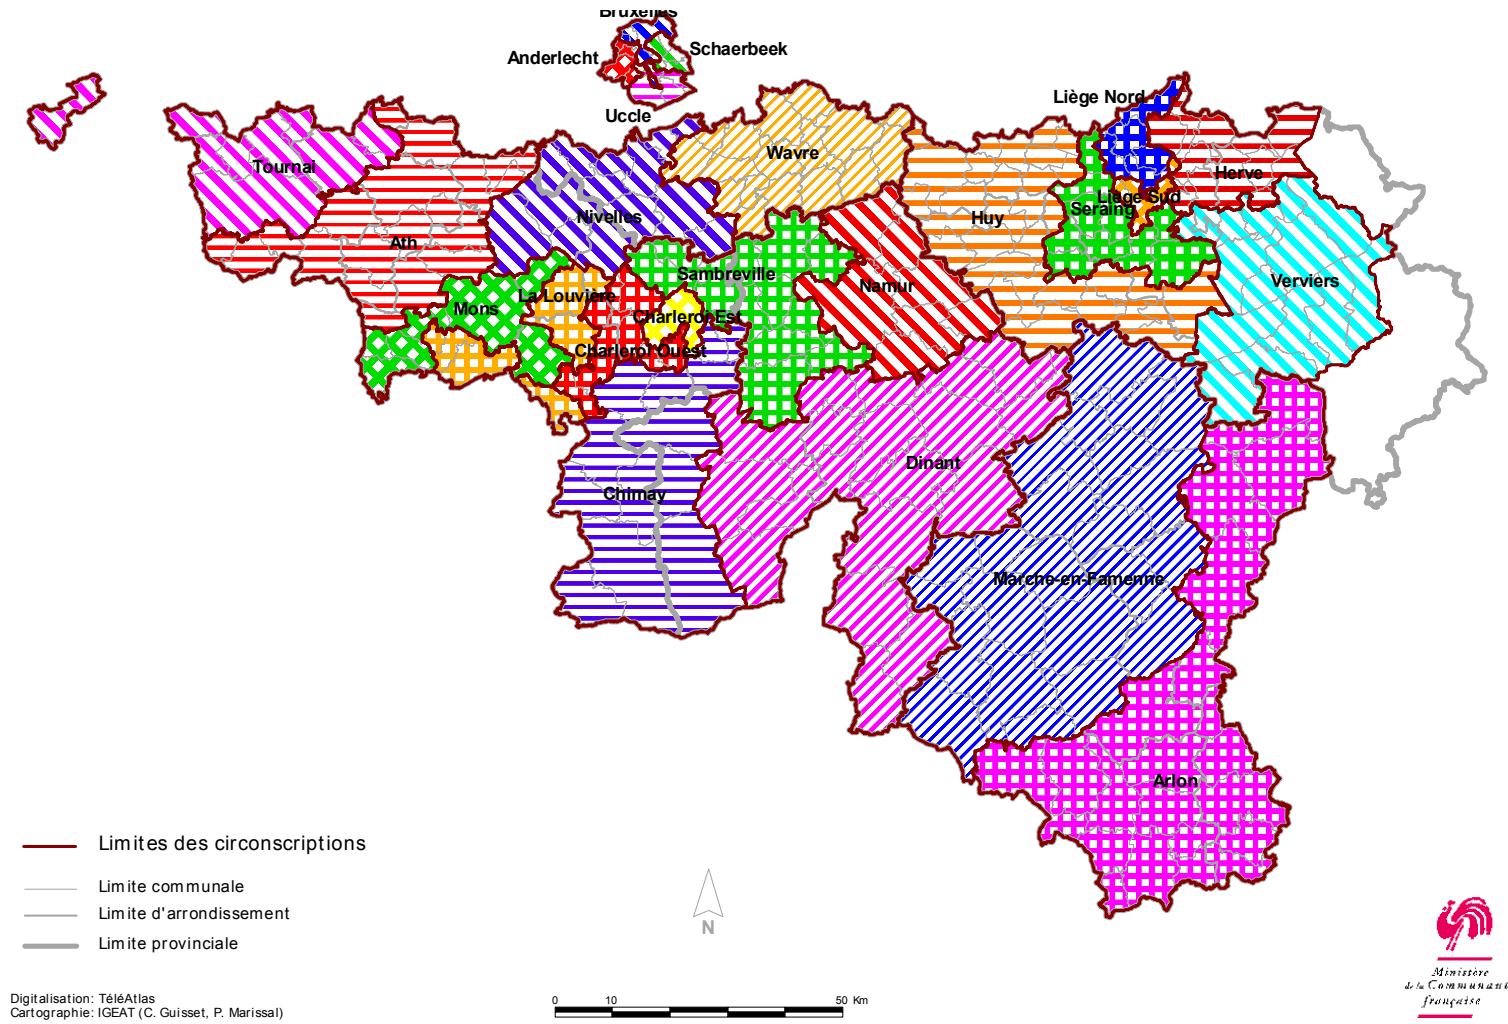 Bruxelles
Anderlecht
Schaerbeek
Uccle
Liège Nord
Tournai
Wavre
Herve
Liège Sud
Seraing
Nivelles
Huy
Ath
Sambreville
Verviers
Namur
La Louvière
Mons
Charleroi Est
Charleroi Ouest
Dinant
Chimay
Marche-en-Famenne
Arlon
Limites des circonscriptions
Limite communale
Limite d'arrondissement
Limite provinciale
N
Digitalisation: TéléAtlas
Cartographie: IGEAT (C. Guisset, P. Marissal)
0 10 50 Km
Ministère
de la Communauté
française